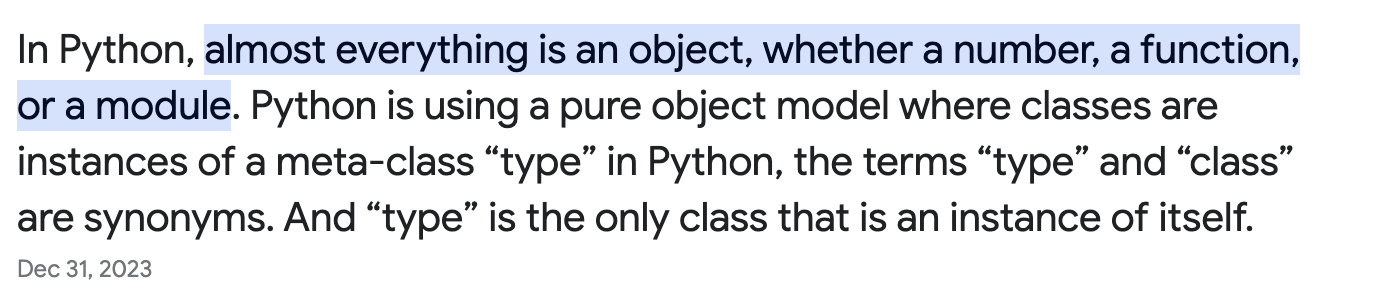 In Python, almost everything is an object, whether a number, a function,
or a module. Python is using a pure object model where classes are
instances of a meta-class “type” in Python, the terms “type” and “class”
are synonyms. And “type” is the only class that is an instance of itself.
Dec 31, 2023